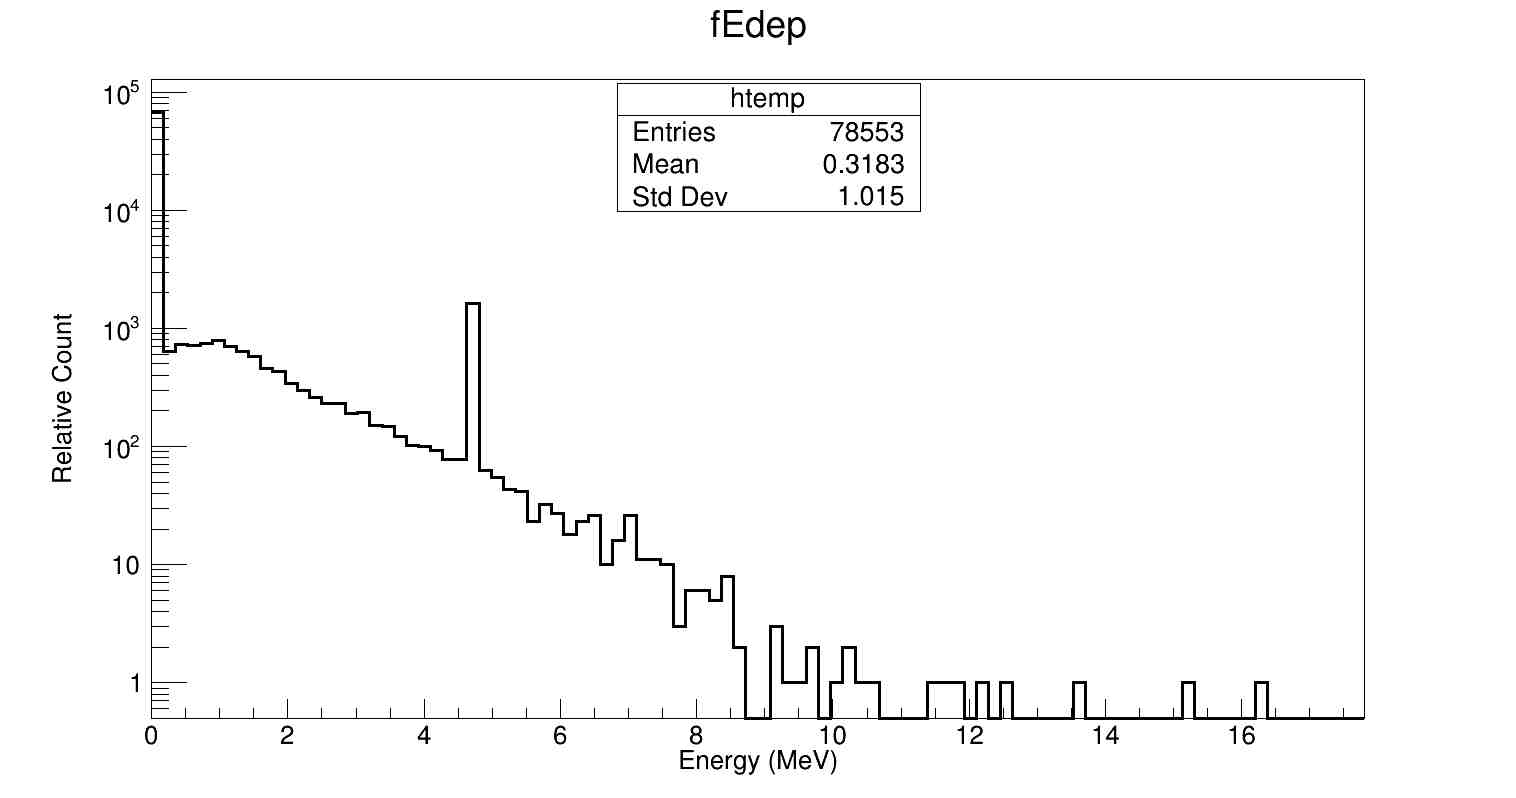 fEdep
htemp
Entries 78553
Mean 0.3183
Std Dev 1.015
Relative Count
10⁵
10⁴
10³
10²
10
1
0 2 4 6 8 10 12 14 16
Energy (MeV)